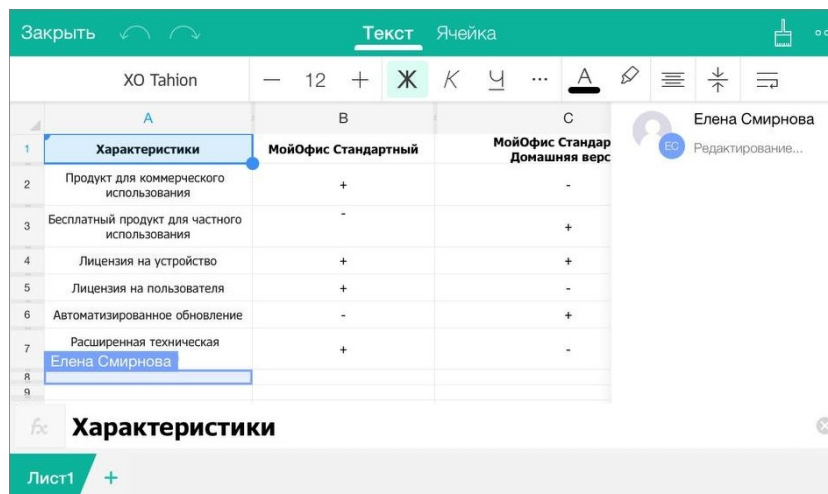 Закрыть Текст Ячейка
XO Tahion — 12 + Ж К Ч ... А
A B C
Елена Смирнова
ЕС Редактирование...
1 Характеристики МойОфис Стандартный МойОфис Стандар
Домашняя верс
2 Продукт для коммерческого
использования + -
3 Бесплатный продукт для частного
использования - +
4 Лицензия на устройство + +
5 Лицензия на пользователя + -
6 Автоматизированное обновление - +
7 Расширенная техническая + -
Елена Смирнова
8
9
fx Характеристики
Лист1 +